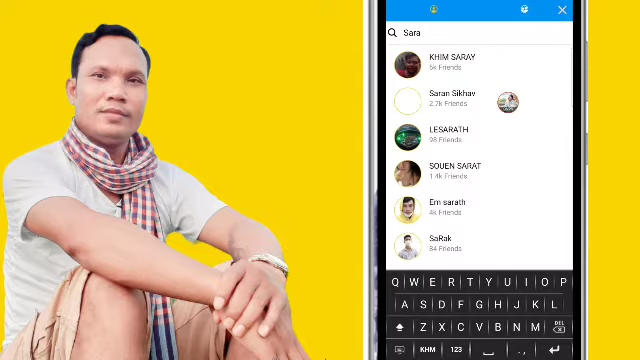 Sara
KHIM SARAY
5k Friends
Saran Sikhav
2.7k Friends
LESARATH
98 Friends
SOUEN SARAT
1.4k Friends
Em sarath
4k Friends
SaRak
84 Friends
Q W E R T Y U I O P
A S D F G H J K L
Z X C V B N M DEL
KHM 123 . ,